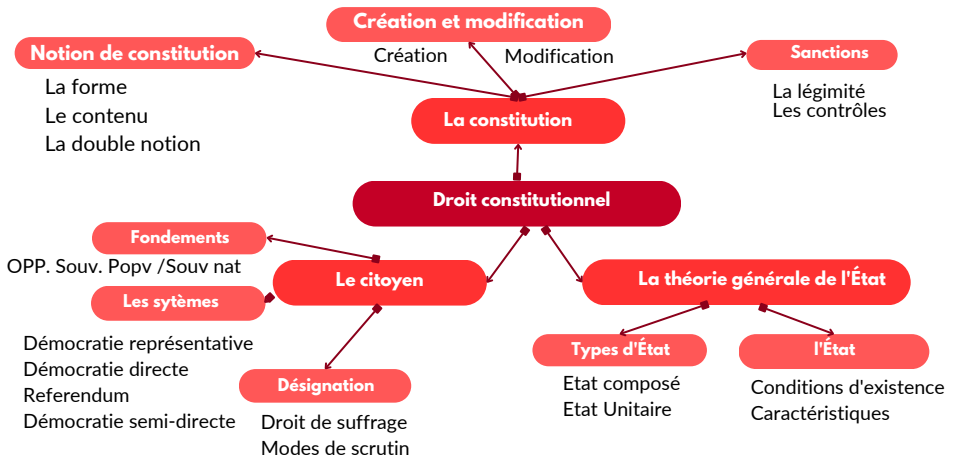 Création et modification
Création
Modification
Notion de constitution
La forme
Le contenu
La double notion
Sanctions
La légimité
Les contrôles
La constitution
Droit constitutionnel
Fondements
OPP. Souv. Popv /Souv nat
Le citoyen
Les sytèmes
Démocratie représentative
Démocratie directe
Referendum
Démocratie semi-directe
Désignation
Droit de suffrage
Modes de scrutin
La théorie générale de l'État
Types d'État
Etat composé
Etat Unitaire
l'État
Conditions d'existence
Caractéristiques